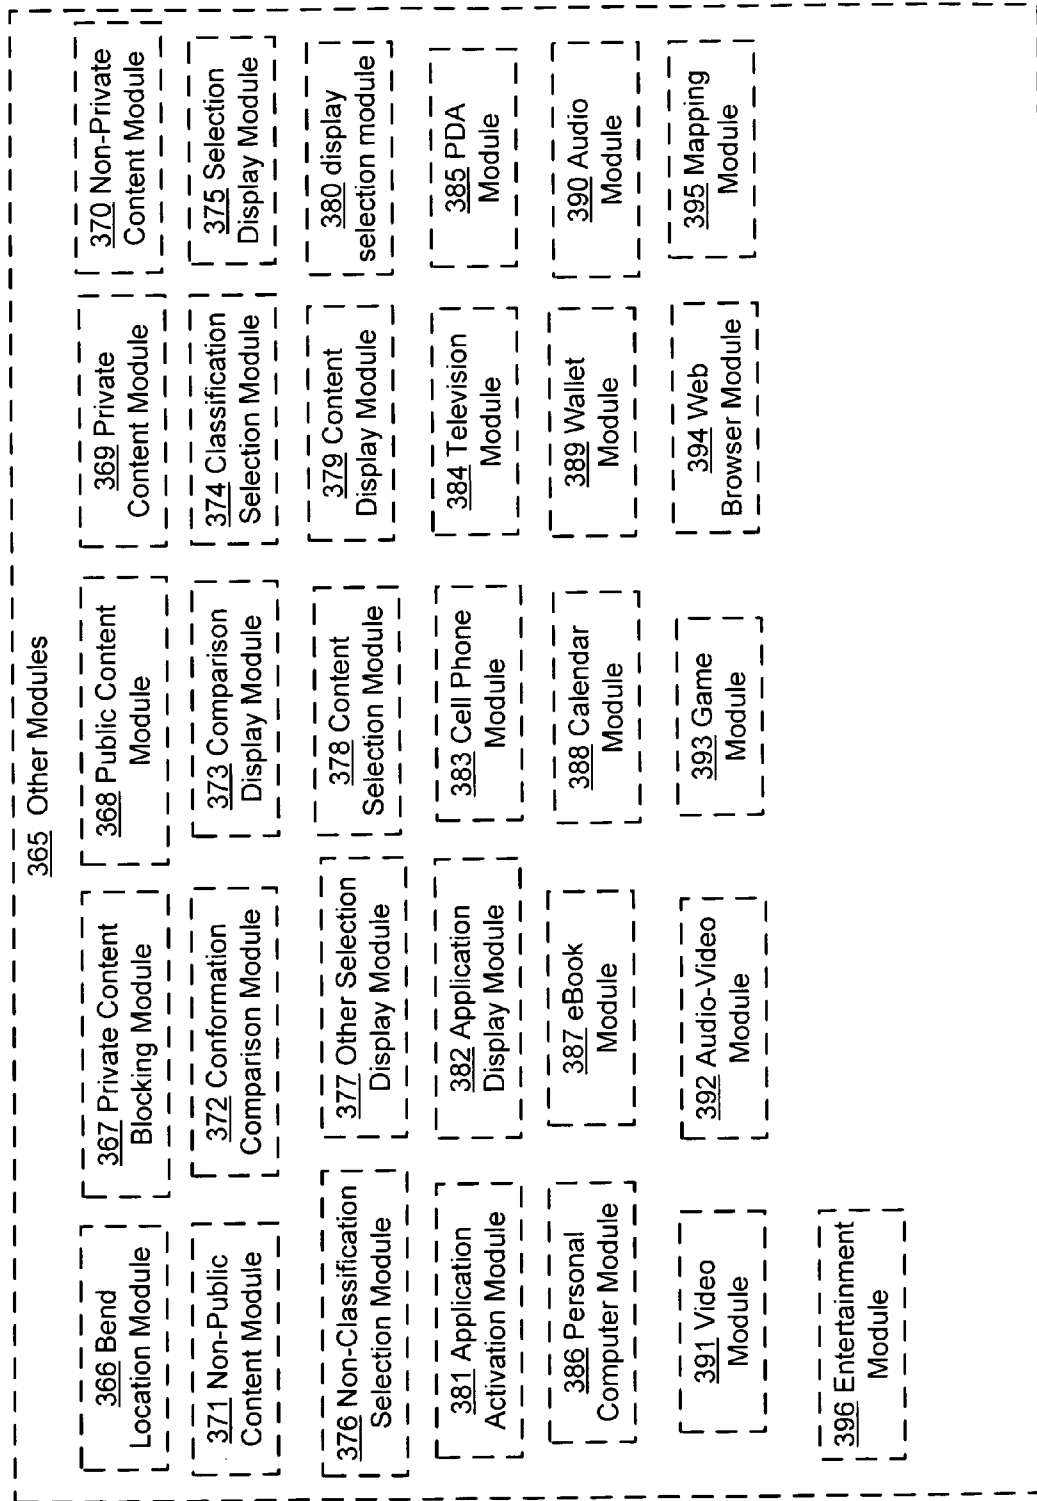 365 Other Modules
366 Bend
Location Module
367 Private Content
Blocking Module
368 Public Content
Module
369 Private
Content Module
370 Non-Private
Content Module
371 Non-Public
Content Module
372 Conformation
Comparison Module
373 Comparison
Display Module
374 Classification
Selection Module
375 Selection
Display Module
376 Non-Classification
Selection Module
377 Other Selection
Display Module
378 Content
Selection Module
379 Content
Display Module
380 display
selection module
381 Application
Activation Module
382 Application
Display Module
383 Cell Phone
Module
384 Television
Module
385 PDA
Module
386 Personal
Computer Module
387 eBook
Module
388 Calendar
Module
389 Wallet
Module
390 Audio
Module
391 Video
Module
392 Audio-Video
Module
393 Game
Module
394 Web
Browser Module
395 Mapping
Module
396 Entertainment
Module